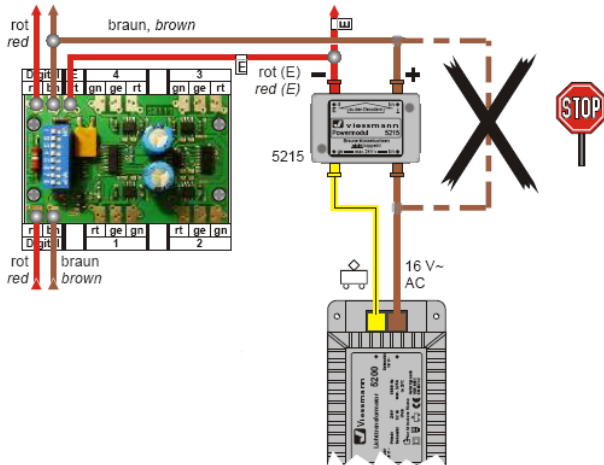 rot
red
braun, brown
E
E
rot (E)
red (E)
–
+
Digital E 4 3
rt bn rt gn ge rt gn ge rt
viessmann
Powermodul 5215
5215
STOP
rt bn rt ge gn rt ge gn
Digital 1 2
rot
red
braun
brown
16 V~
AC
Viessmann
Lichttransformator 5200